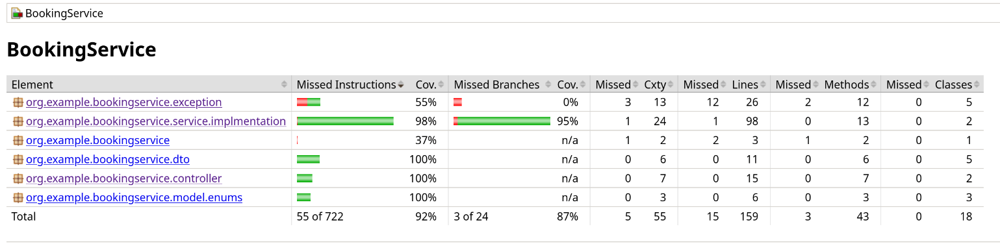 BookingService
BookingService
Element Missed Instructions Cov. Missed Branches Cov. Missed Cxty Missed Lines Missed Methods Missed Classes
org.example.bookingservice.exception 55% 0% 3 13 12 26 2 12 0 5
org.example.bookingservice.service.implmentation 98% 95% 1 24 1 98 0 13 0 2
org.example.bookingservice 37% n/a 1 2 2 3 1 2 0 1
org.example.bookingservice.dto 100% n/a 0 6 0 11 0 6 0 5
org.example.bookingservice.controller 100% n/a 0 7 0 15 0 7 0 2
org.example.bookingservice.model.enums 100% n/a 0 3 0 6 0 3 0 3
Total 55 of 722 92% 3 of 24 87% 5 55 15 159 3 43 0 18